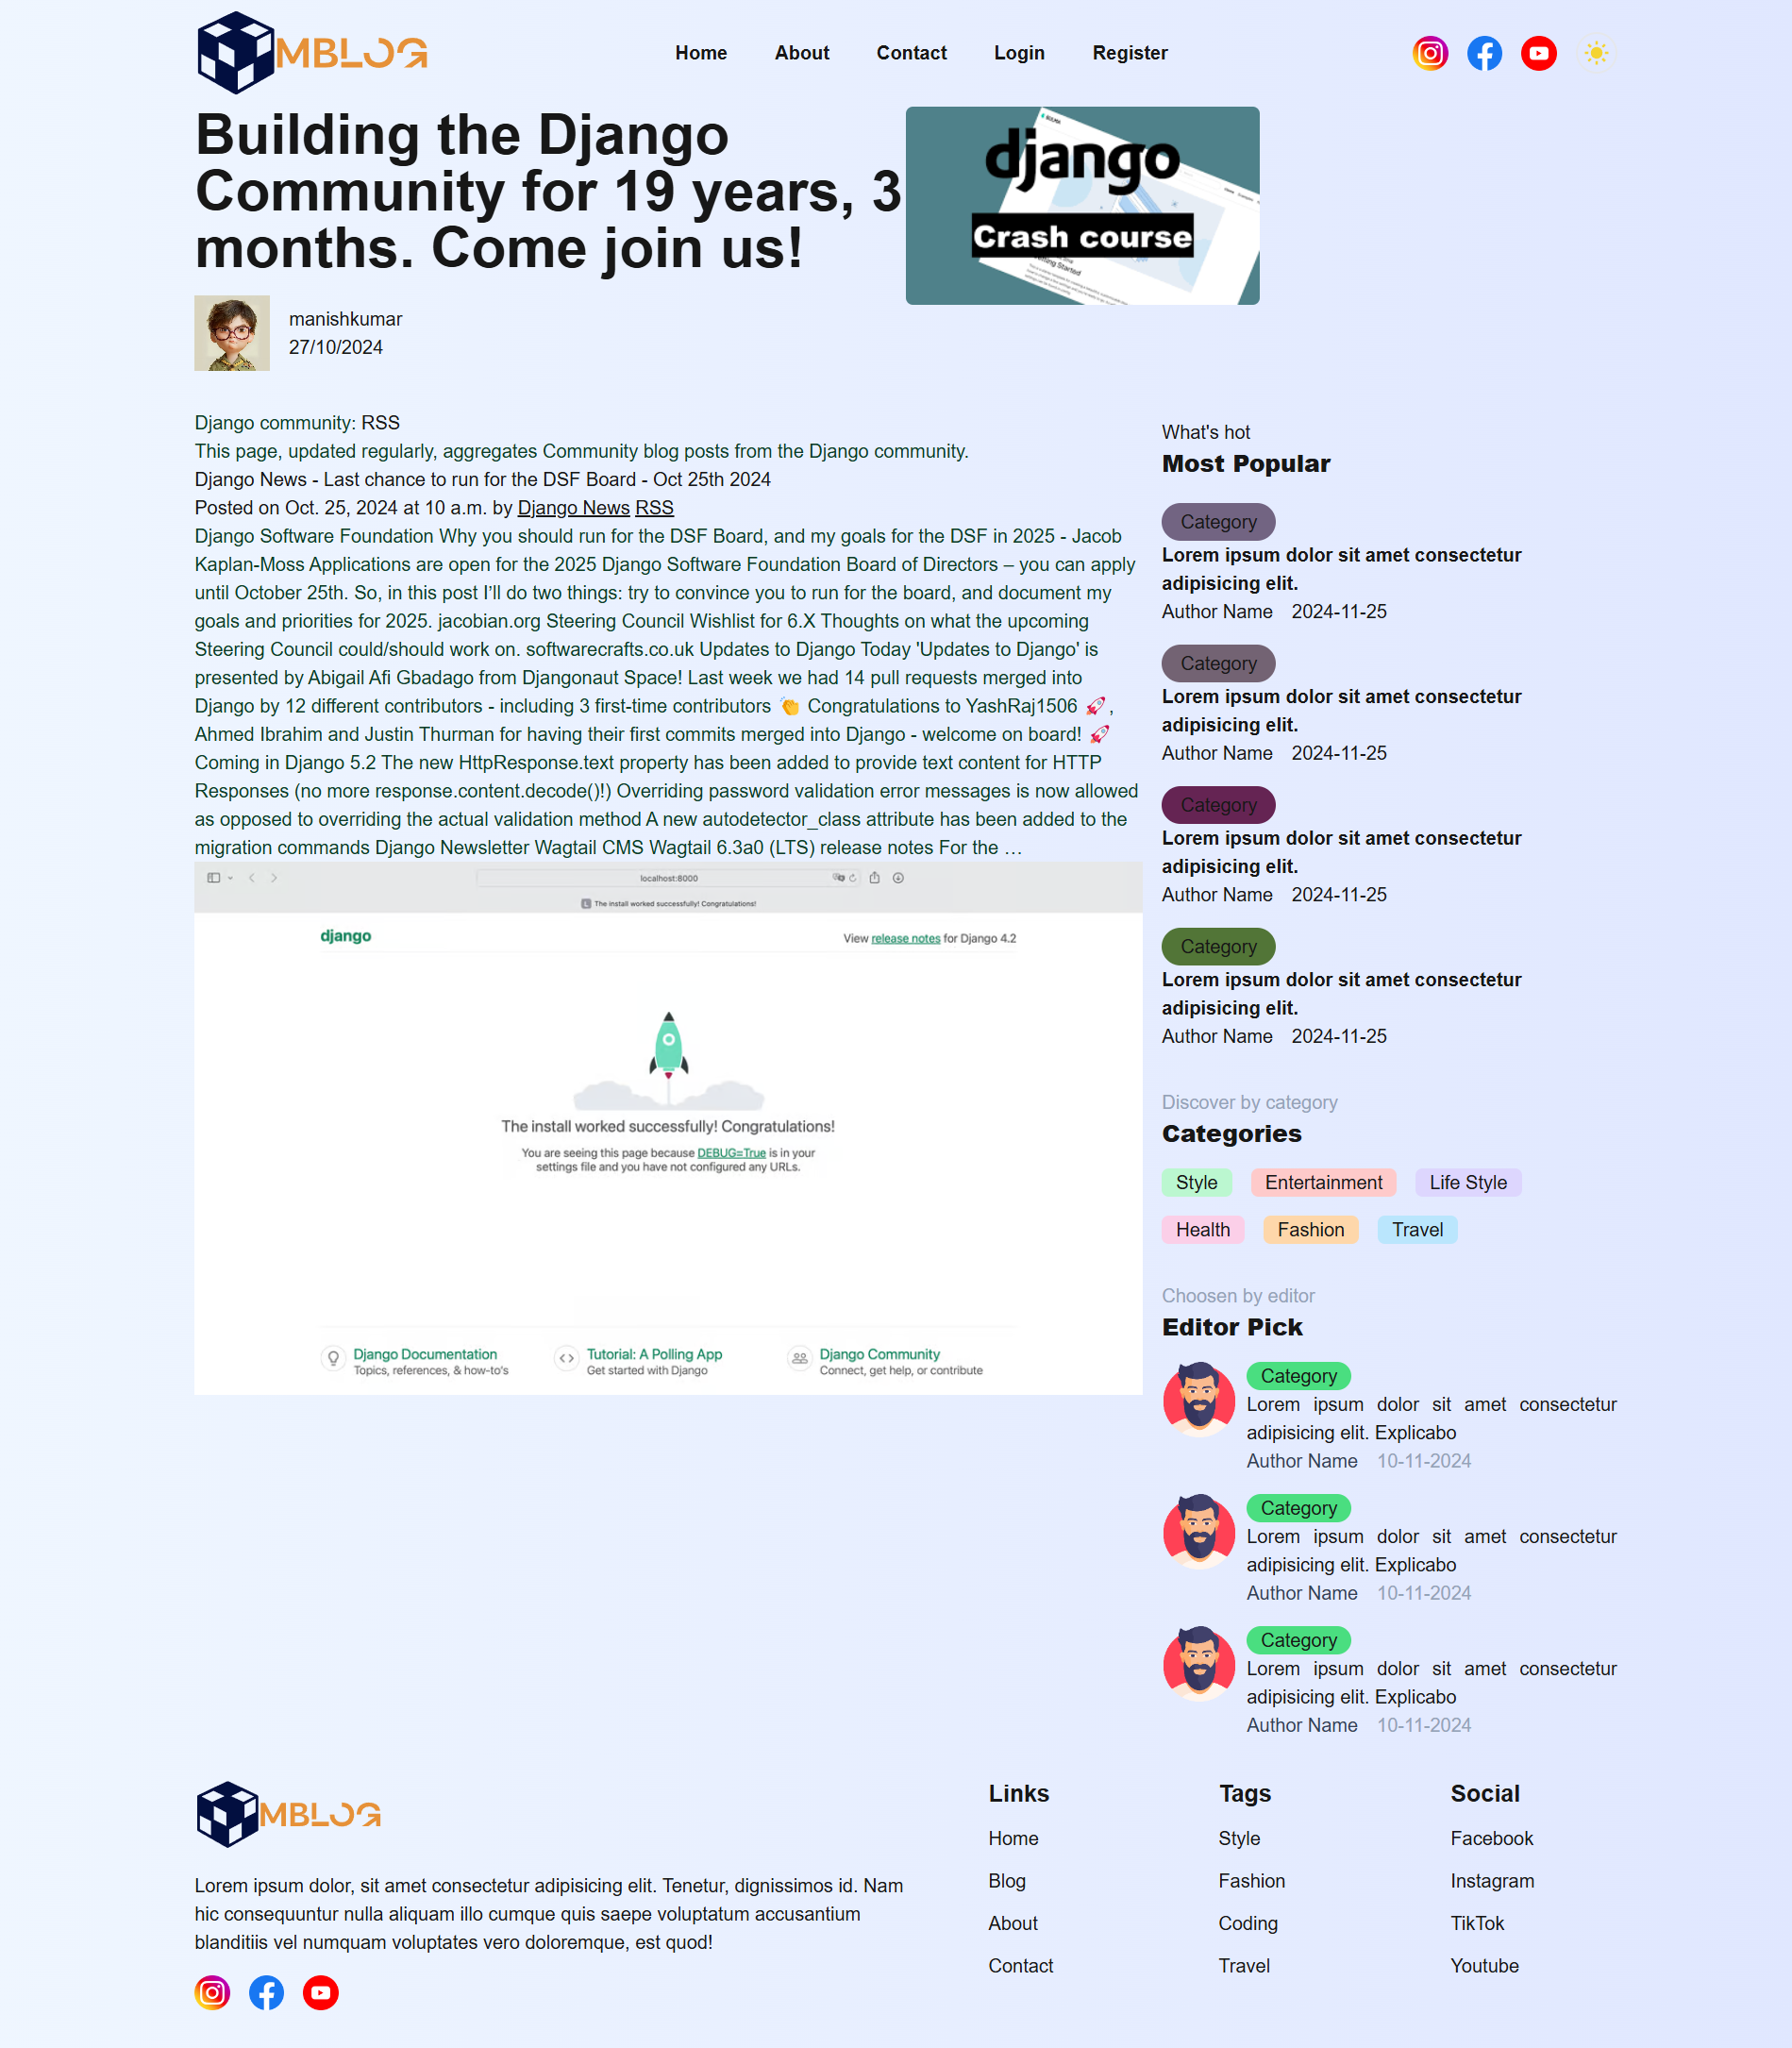 MBLOG
Home About Contact Login Register
Building the Django
Community for 19 years, 3
months. Come join us!
django
Crash course
manishkumar
27/10/2024
Django community: RSS
This page, updated regularly, aggregates Community blog posts from the Django community.
Django News - Last chance to run for the DSF Board - Oct 25th 2024
Posted on Oct. 25, 2024 at 10 a.m. by Django News RSS
Django Software Foundation Why you should run for the DSF Board, and my goals for the DSF in 2025 - Jacob
Kaplan-Moss Applications are open for the 2025 Django Software Foundation Board of Directors – you can apply
until October 25th. So, in this post I’ll do two things: try to convince you to run for the board, and document my
goals and priorities for 2025. jacobian.org Steering Council Wishlist for 6.X Thoughts on what the upcoming
Steering Council could/should work on. softwarecrafts.co.uk Updates to Django Today 'Updates to Django' is
presented by Abigail Afi Gbadago from Djangonaut Space! Last week we had 14 pull requests merged into
Django by 12 different contributors - including 3 first-time contributors 👏 Congratulations to YashRaj1506 🚀,
Ahmed Ibrahim and Justin Thurman for having their first commits merged into Django - welcome on board! 🚀
Coming in Django 5.2 The new HttpResponse.text property has been added to provide text content for HTTP
Responses (no more response.content.decode()!) Overriding password validation error messages is now allowed
as opposed to overriding the actual validation method A new autodetector_class attribute has been added to the
migration commands Django Newsletter Wagtail CMS Wagtail 6.3a0 (LTS) release notes For the …
localhost:8000
L The install worked successfully! Congratulations!
django
View release notes for Django 4.2
The install worked successfully! Congratulations!
You are seeing this page because DEBUG=True is in your
settings file and you have not configured any URLs.
Django Documentation
Topics, references, & how-to's
Tutorial: A Polling App
Get started with Django
Django Community
Connect, get help, or contribute
What's hot
Most Popular
Category
Lorem ipsum dolor sit amet consectetur
adipisicing elit.
Author Name 2024-11-25
Category
Lorem ipsum dolor sit amet consectetur
adipisicing elit.
Author Name 2024-11-25
Category
Lorem ipsum dolor sit amet consectetur
adipisicing elit.
Author Name 2024-11-25
Category
Lorem ipsum dolor sit amet consectetur
adipisicing elit.
Author Name 2024-11-25
Discover by category
Categories
Style Entertainment Life Style
Health Fashion Travel
Choosen by editor
Editor Pick
Category
Lorem ipsum dolor sit amet consectetur
adipisicing elit. Explicabo
Author Name 10-11-2024
Category
Lorem ipsum dolor sit amet consectetur
adipisicing elit. Explicabo
Author Name 10-11-2024
Category
Lorem ipsum dolor sit amet consectetur
adipisicing elit. Explicabo
Author Name 10-11-2024
MBLOG
Lorem ipsum dolor, sit amet consectetur adipisicing elit. Tenetur, dignissimos id. Nam
hic consequuntur nulla aliquam illo cumque quis saepe voluptatum accusantium
blanditiis vel numquam voluptates vero doloremque, est quod!
Links
Home
Blog
About
Contact
Tags
Style
Fashion
Coding
Travel
Social
Facebook
Instagram
TikTok
Youtube